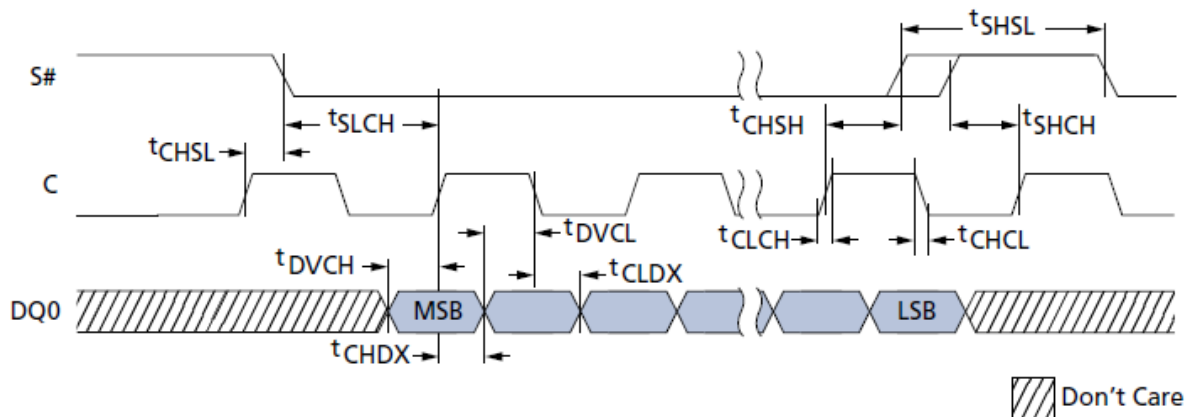 tSHSL
S#
tSLCH
tCHSH
tSHCH
tCHSL
C
tDVCL
tCLCH
tCHCL
tDVCH
tCLDX
DQ0
MSB
LSB
tCHDX
Don't Care